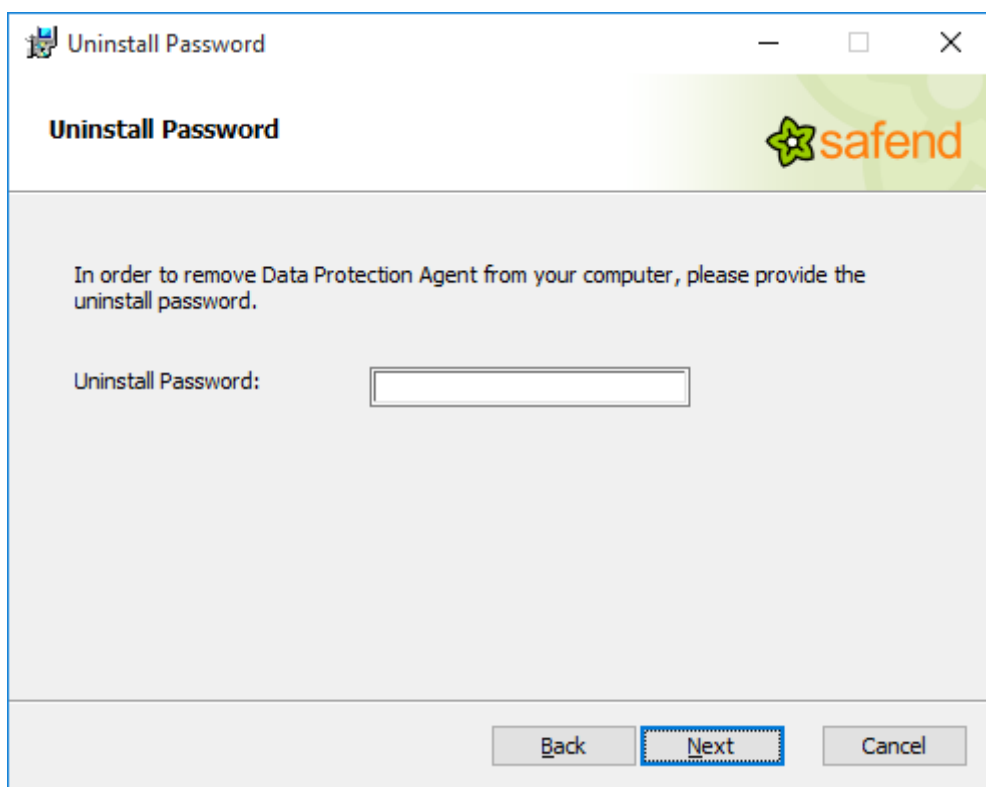 Uninstall Password
Uninstall Password
safend
In order to remove Data Protection Agent from your computer, please provide the
uninstall password.
Uninstall Password:
Back Next Cancel